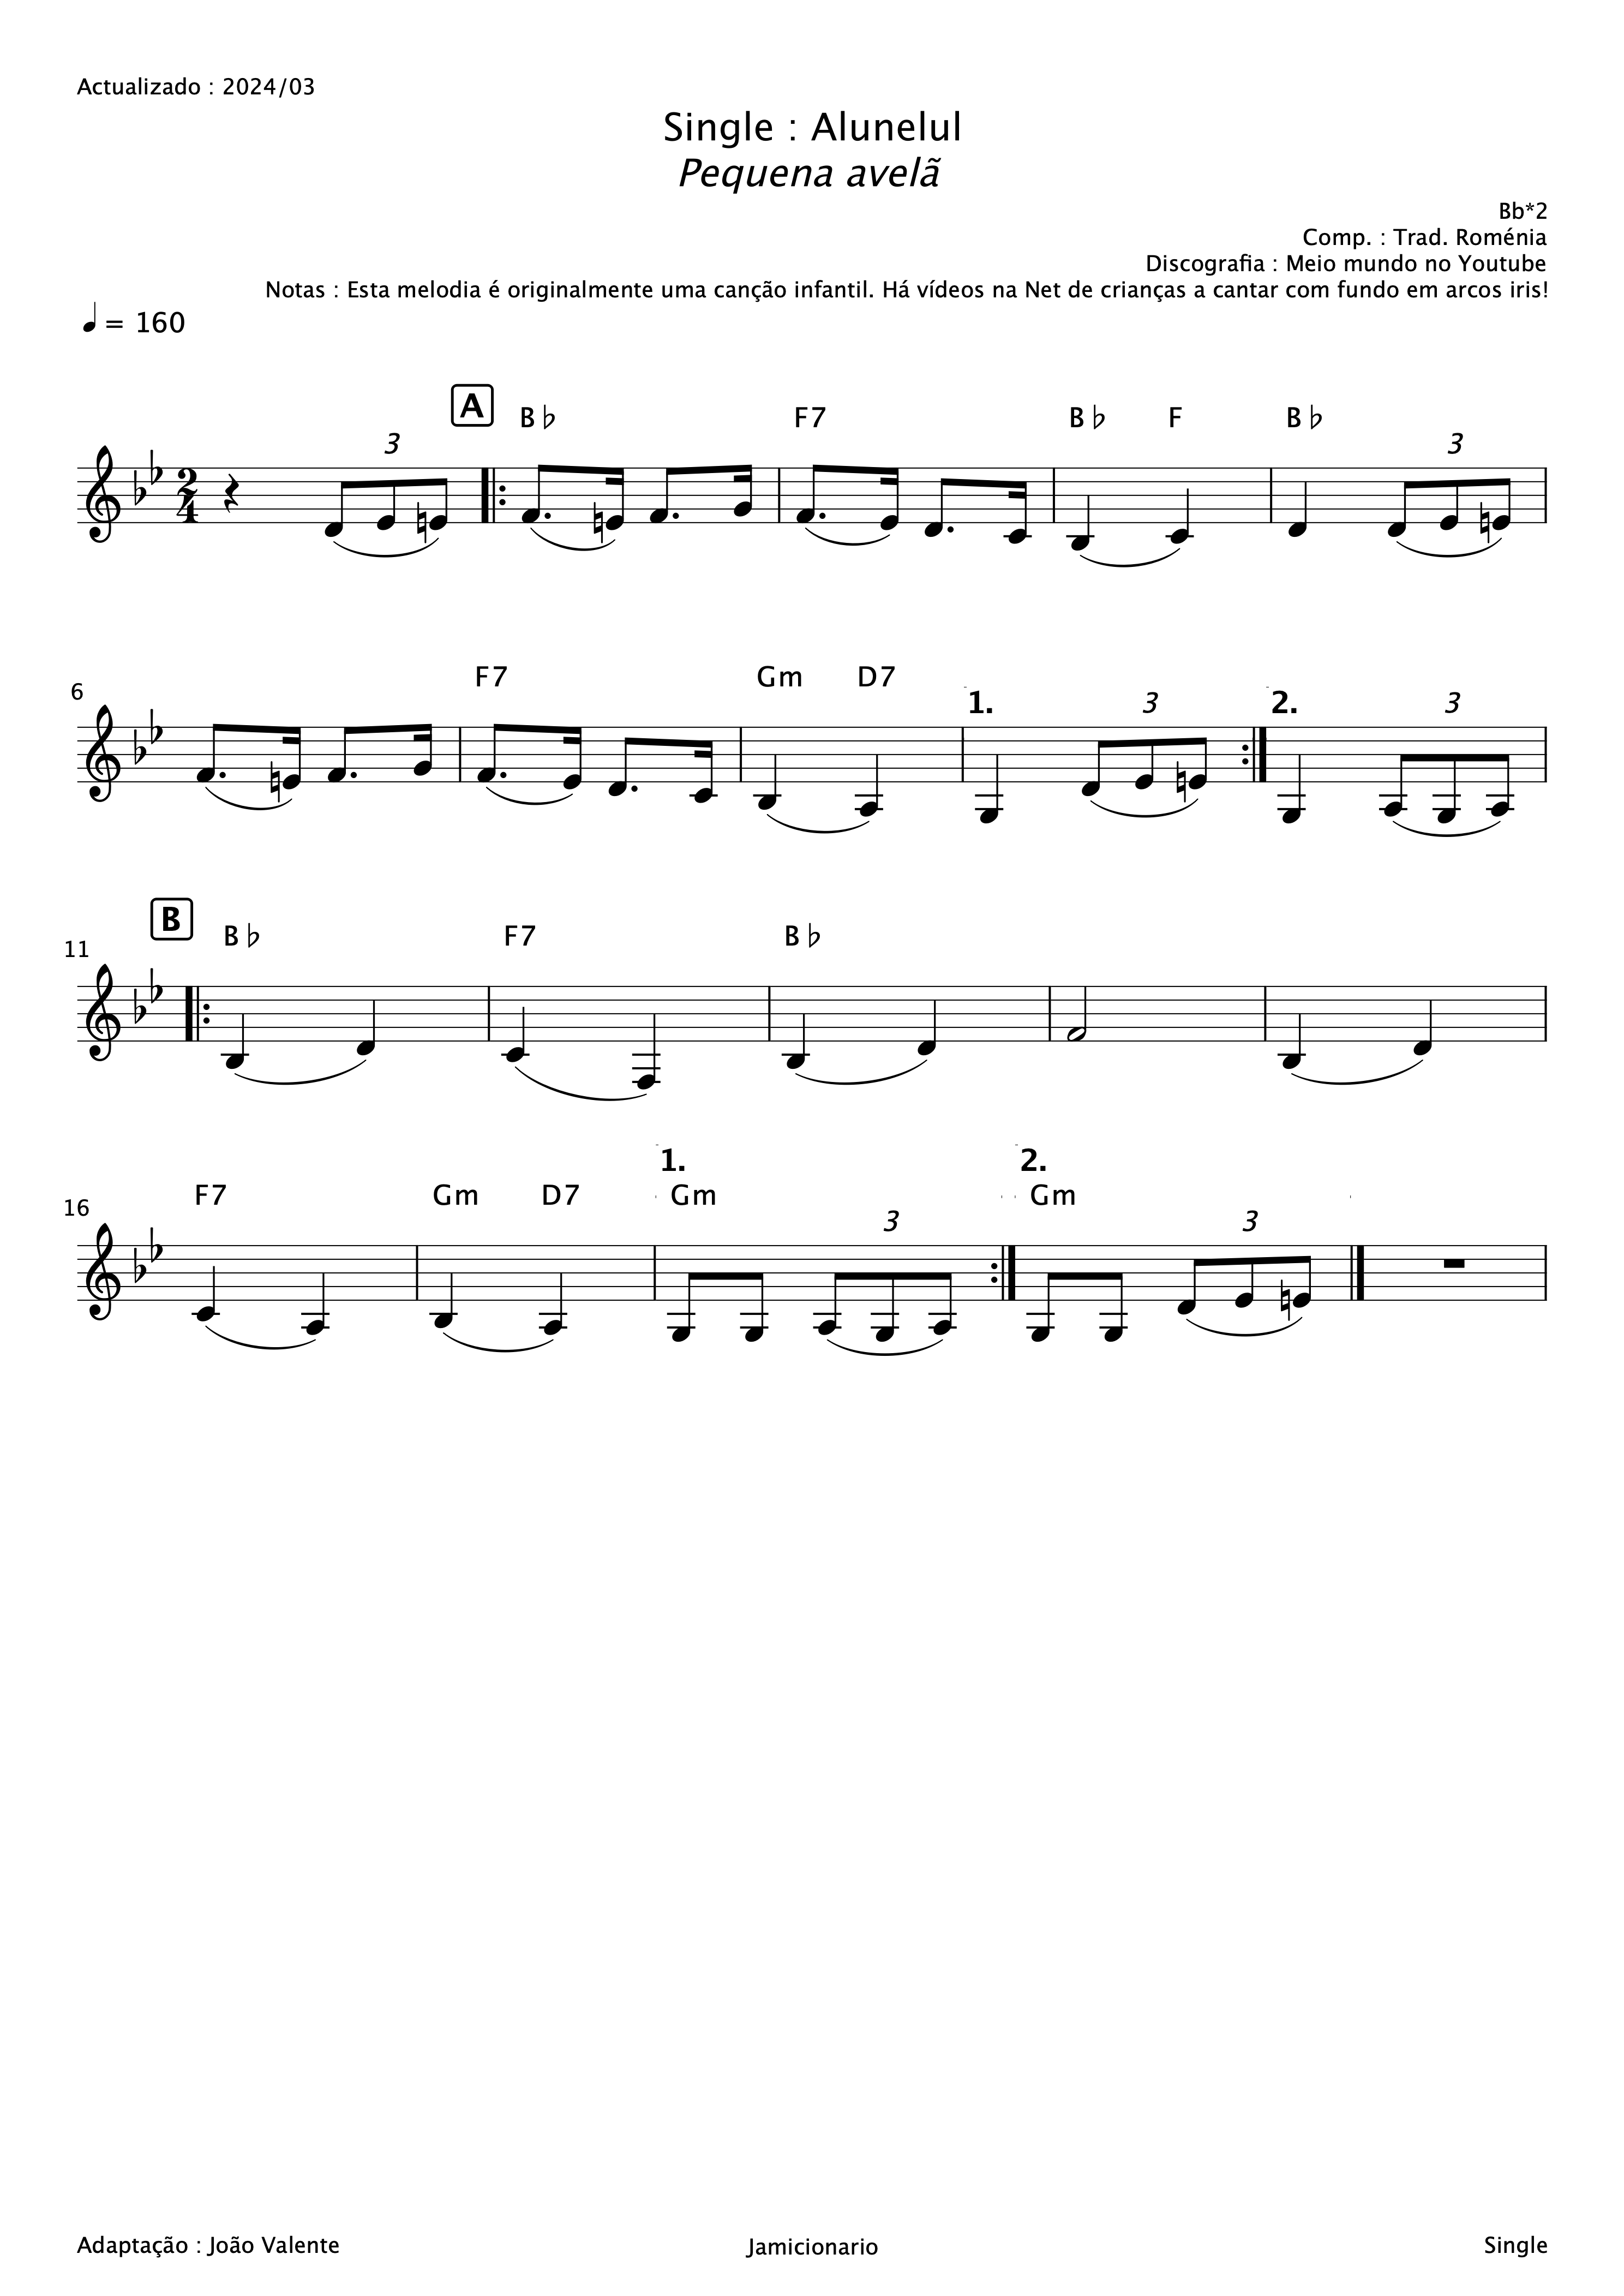 Actualizado : 2024/03
Single : Alunelul
Pequena avelã
Bb*2
Comp. : Trad. Roménia
Discografia : Meio mundo no Youtube
Notas : Esta melodia é originalmente uma canção infantil. Há vídeos na Net de crianças a cantar com fundo em arcos iris!
= 160
A B♭ F7 B♭ F B♭
3 3
2
4
F7 Gm D7
6 1. 3 2. 3
B B♭ F7 B♭
11
1. 2.
F7 Gm D7 Gm Gm
16 3 3
Adaptação : João Valente Jamicionario Single